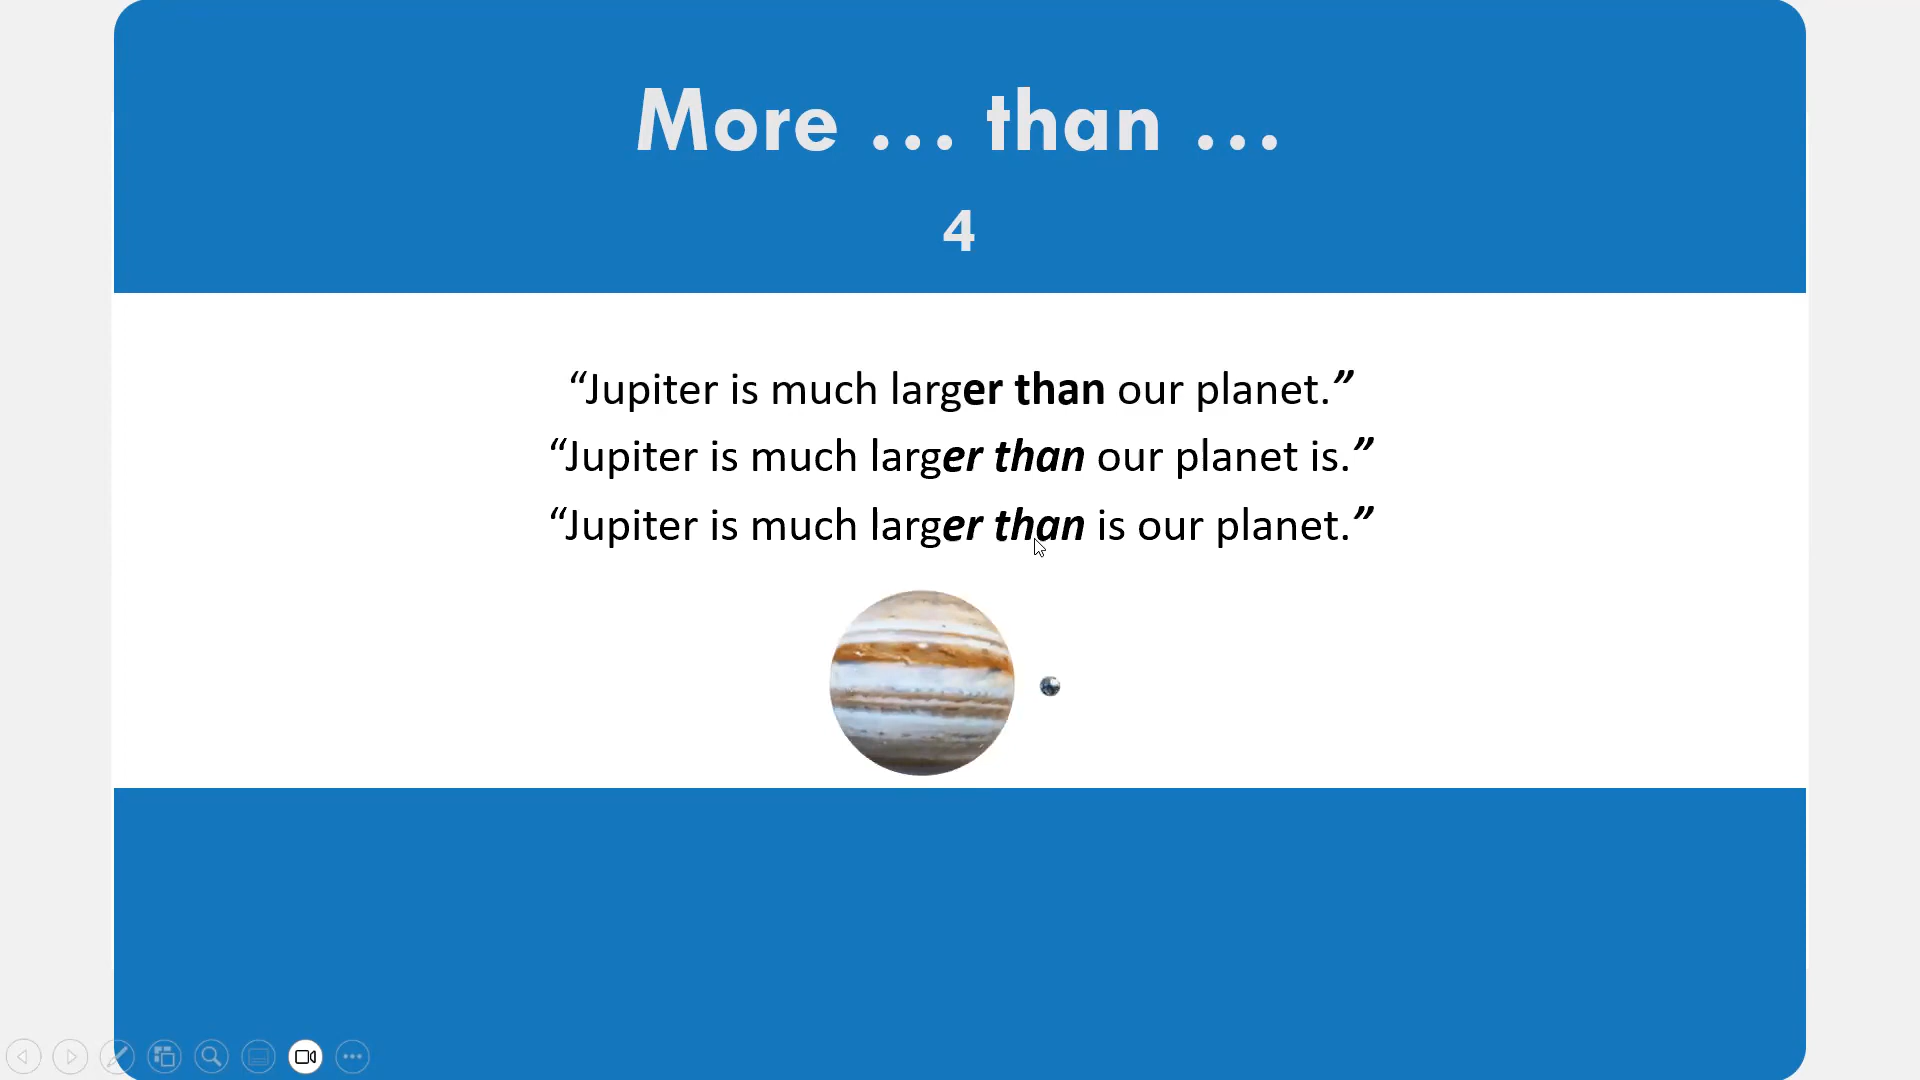 More … than …
4
“Jupiter is much larger than our planet.”
“Jupiter is much larger than our planet is.”
“Jupiter is much larger than is our planet.”